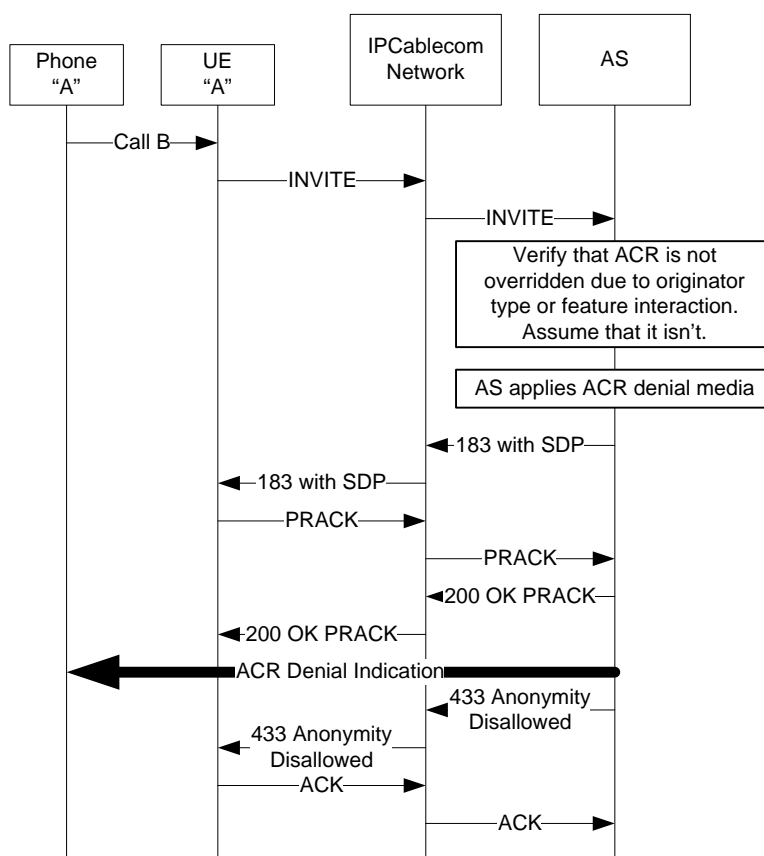 Phone
“A”
UE
“A”
IPCablecom
Network
AS
Call B
INVITE
INVITE
Verify that ACR is not
overridden due to originator
type or feature interaction.
Assume that it isn’t.
AS applies ACR denial media
183 with SDP
183 with SDP
PRACK
PRACK
200 OK PRACK
200 OK PRACK
ACR Denial Indication
433 Anonymity
Disallowed
433 Anonymity
Disallowed
ACK
ACK